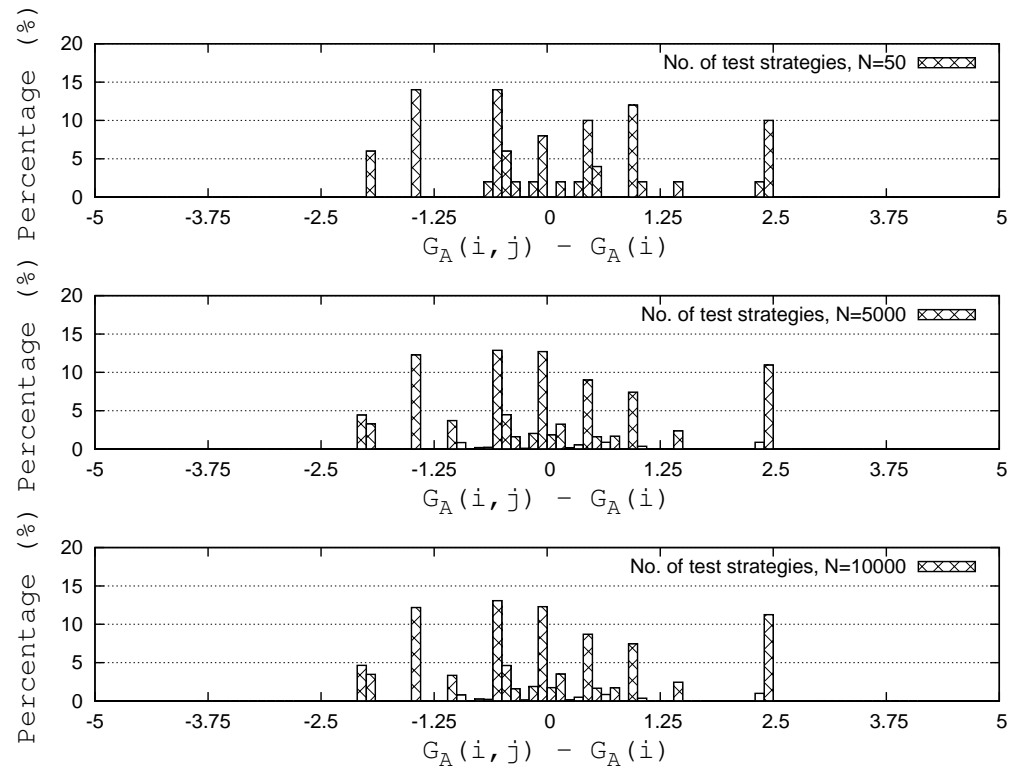 Percentage (%)
20
15
10
5
0
No. of test strategies, N=50
-5 -3.75 -2.5 -1.25 0 1.25 2.5 3.75 5
G_A(i,j) − G_A(i)
Percentage (%)
20
15
10
5
0
No. of test strategies, N=5000
-5 -3.75 -2.5 -1.25 0 1.25 2.5 3.75 5
G_A(i,j) − G_A(i)
Percentage (%)
20
15
10
5
0
No. of test strategies, N=10000
-5 -3.75 -2.5 -1.25 0 1.25 2.5 3.75 5
G_A(i,j) − G_A(i)